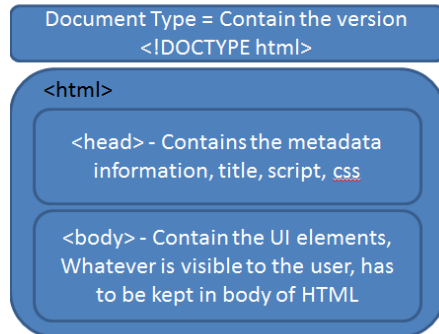 Document Type = Contain the version
<!DOCTYPE html>
<html>
<head> - Contains the metadata
information, title, script, css
<body> - Contain the UI elements,
Whatever is visible to the user, has
to be kept in body of HTML